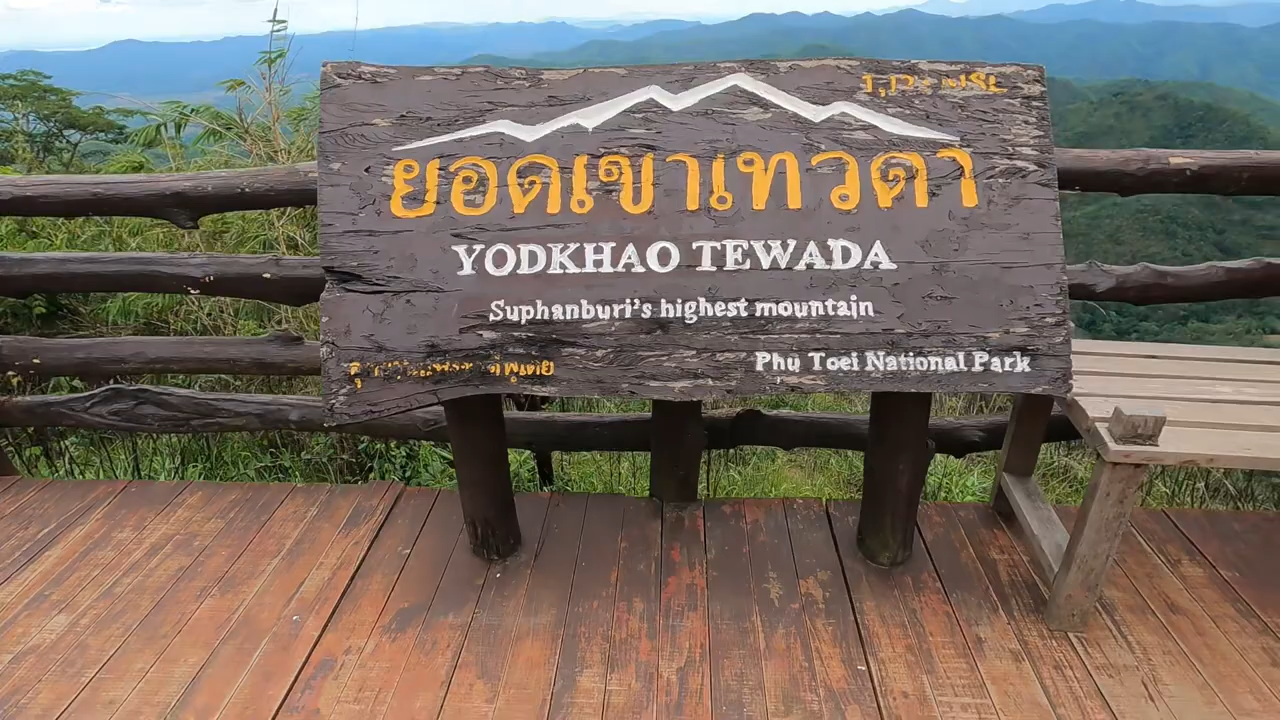 MSL
ยอดเขาเทวดา
YODKHAO TEWADA
Suphanburi's highest mountain
Phu Toei National Park